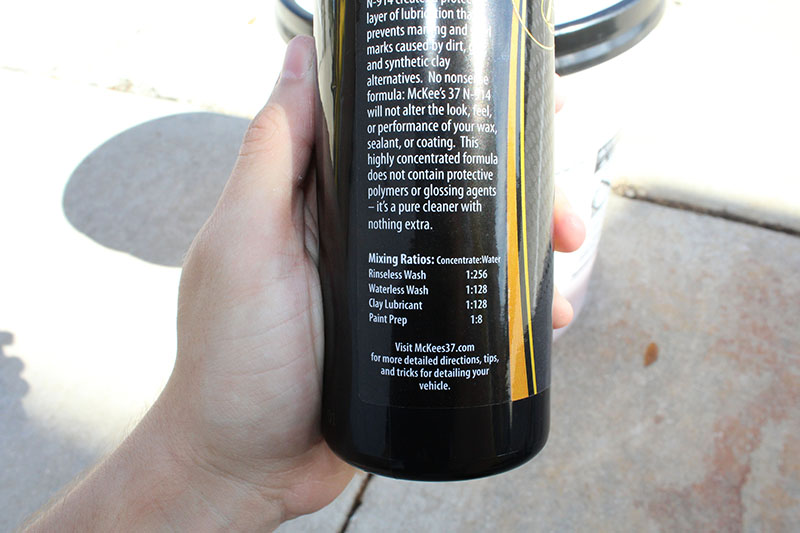 N-914 creates a
layer of lubrication tha
prevents marring and
marks caused by dirt,
and synthetic clay
alternatives. No nonsense
formula: McKee's 37 N-914
will not alter the look, feel,
or performance of your wax,
sealant, or coating. This
highly concentrated formula
does not contain protective
polymers or glossing agents
– it's a pure cleaner with
nothing extra.
Mixing Ratios: Concentrate:Water
Rinseless Wash 1:256
Waterless Wash 1:128
Clay Lubricant 1:128
Paint Prep 1:8
Visit McKees37.com
for more detailed directions, tips,
and tricks for detailing your
vehicle.